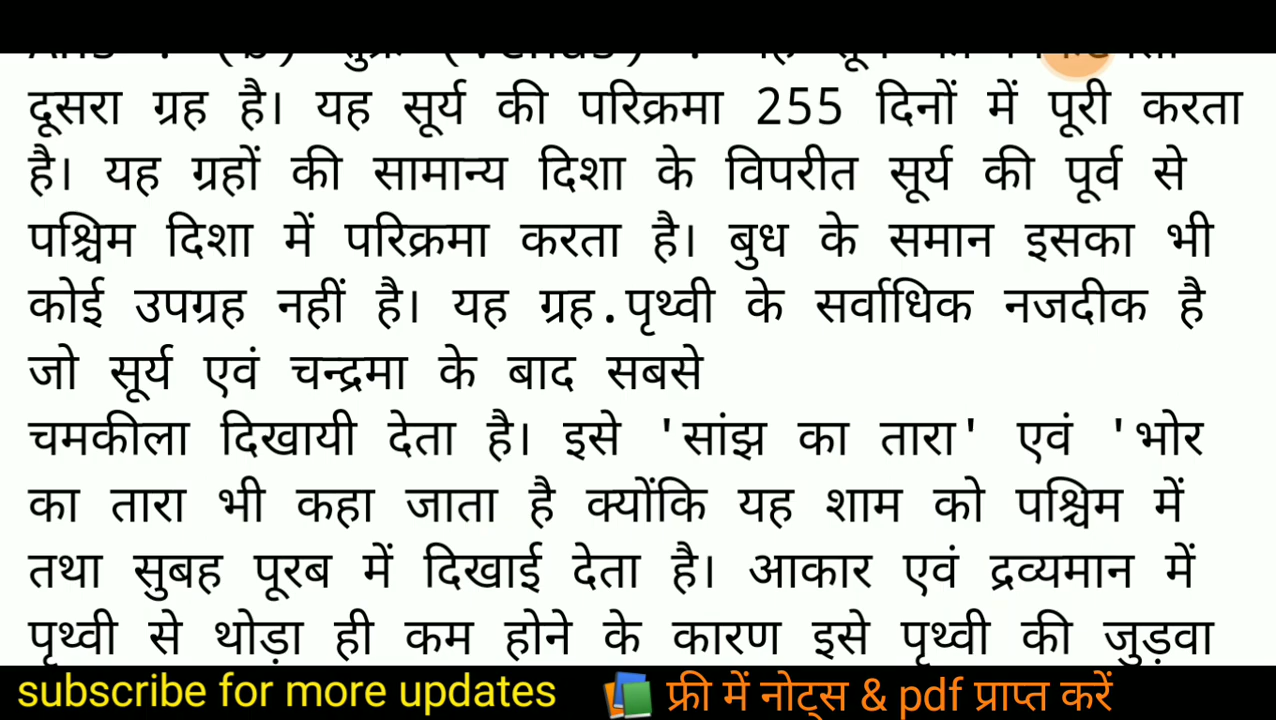 दूसरा ग्रह है। यह सूर्य की परिक्रमा 255 दिनों में पूरी करता
है। यह ग्रहों की सामान्य दिशा के विपरीत सूर्य की पूर्व से
पश्चिम दिशा में परिक्रमा करता है। बुध के समान इसका भी
कोई उपग्रह नहीं है। यह ग्रह.पृथ्वी के सर्वाधिक नजदीक है
जो सूर्य एवं चन्द्रमा के बाद सबसे
चमकीला दिखायी देता है। इसे 'सांझ का तारा' एवं 'भोर
का तारा भी कहा जाता है क्योंकि यह शाम को पश्चिम में
तथा सुबह पूरब में दिखाई देता है। आकार एवं द्रव्यमान में
पृथ्वी से थोड़ा ही कम होने के कारण इसे पृथ्वी की जुड़वा
subscribe for more updates फ्री में नोट्स & pdf प्राप्त करें